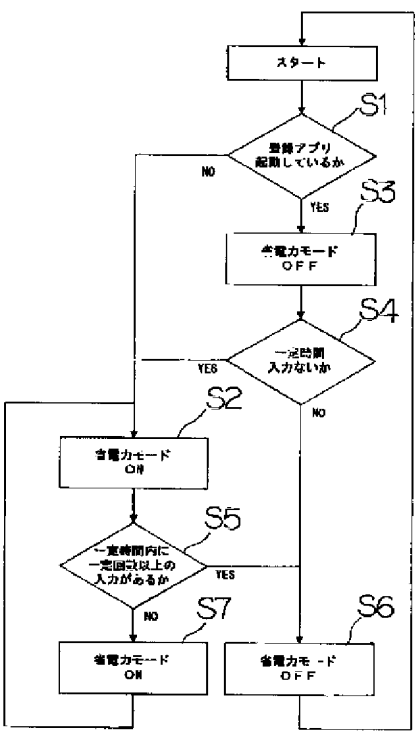 スタート
S1
登録アプリ
起動しているか
NO
YES
S3
省電力モード
OFF
S4
一定時間
入力ないか
YES
NO
S2
省電力モード
ON
S5
一定時間内に
一定回数以上の
入力があるか
YES
NO
S7
省電力モード
ON
S6
省電力モード
OFF